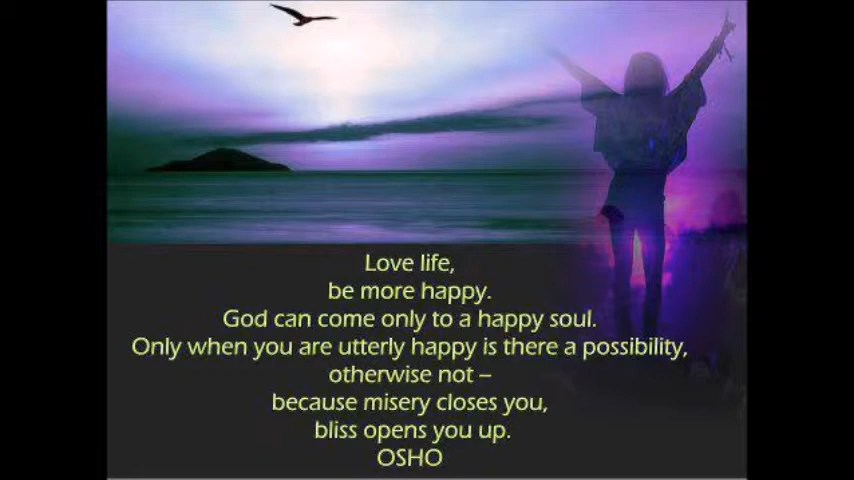 Love life,
be more happy.
God can come only to a happy soul.
Only when you are utterly happy is there a possibility,
otherwise not –
because misery closes you,
bliss opens you up.
OSHO